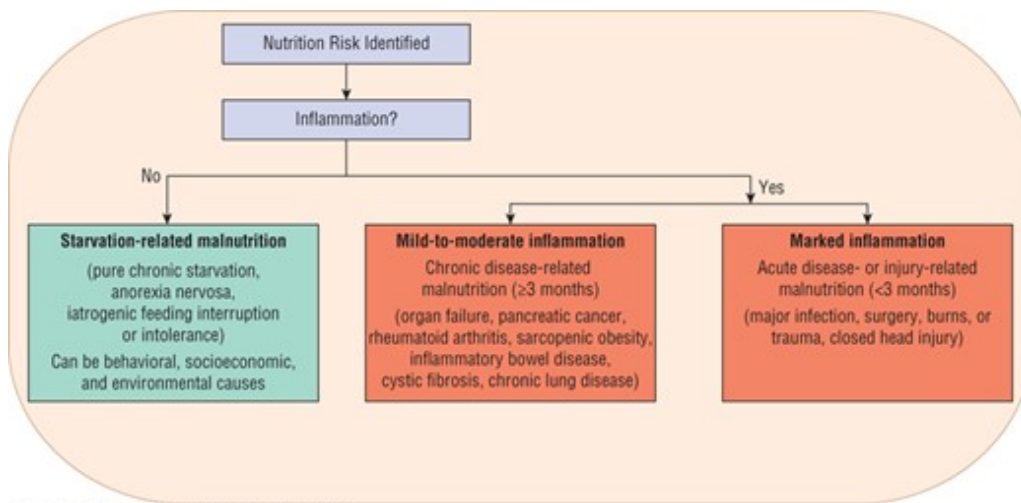 Nutrition Risk Identified
Inflammation?
No
Yes
Starvation-related malnutrition
(pure chronic starvation,
anorexia nervosa,
iatrogenic feeding interruption
or intolerance)
Can be behavioral, socioeconomic,
and environmental causes
Mild-to-moderate inflammation
Chronic disease-related
malnutrition (≥3 months)
(organ failure, pancreatic cancer,
rheumatoid arthritis, sarcopenic obesity,
inflammatory bowel disease,
cystic fibrosis, chronic lung disease)
Marked inflammation
Acute disease- or injury-related
malnutrition (<3 months)
(major infection, surgery, burns, or
trauma, closed head injury)